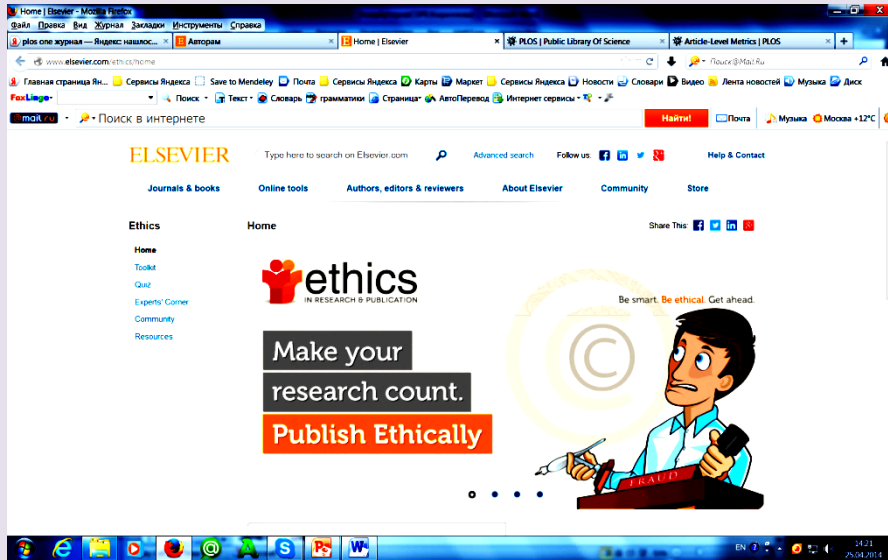 Home | Elsevier - Mozilla Firefox
Файл Правка Вид Журнал Закладки Инструменты Справка
plos one журнал — Яндекс: нашлос... × Авторам × Home | Elsevier × PLOS | Public Library Of Science × Article-Level Metrics | PLOS × +
www.elsevier.com/ethics/home Поиск@Mail.Ru
Главная страница Ян... Сервисы Яндекса Save to Mendeley Почта Сервисы Яндекса Карты Маркет Сервисы Яндекса Новости Словари Видео Лента новостей Музыка Диск
FoxLingo- Поиск Текст Словарь грамматики Страница АвтоПеревод Интернет сервисы
@mail.ru Поиск в интернете Найти! Почта Музыка Москва +12°C
ELSEVIER Type here to search on Elsevier.com Advanced search Follow us: Help & Contact
Journals & books Online tools Authors, editors & reviewers About Elsevier Community Store
Ethics Home Share This:
Home
Toolkit
Quiz
Experts' Corner
Community
Resources
ethics
IN RESEARCH & PUBLICATION
Be smart. Be ethical. Get ahead.
Make your
research count.
Publish Ethically
©
FRAUD
EN
14:21
25.04.2014